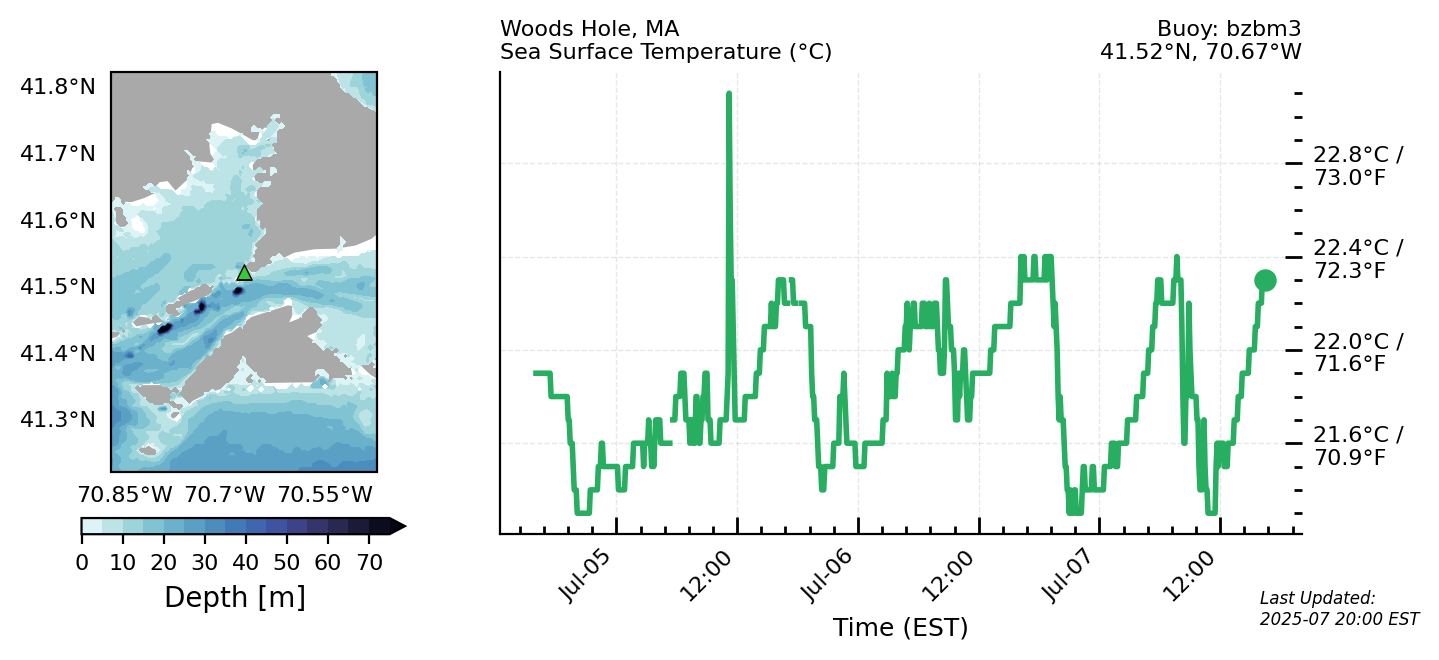 Woods Hole, MA
Sea Surface Temperature (°C)
Buoy: bzbm3
41.52°N, 70.67°W
41.8°N
41.7°N
41.6°N
41.5°N
41.4°N
41.3°N
70.85°W 70.7°W 70.55°W
0 10 20 30 40 50 60 70
Depth [m]
22.8°C /
73.0°F
22.4°C /
72.3°F
22.0°C /
71.6°F
21.6°C /
70.9°F
Jul-05
12:00
Jul-06
12:00
Jul-07
12:00
Time (EST)
Last Updated:
2025-07 20:00 EST